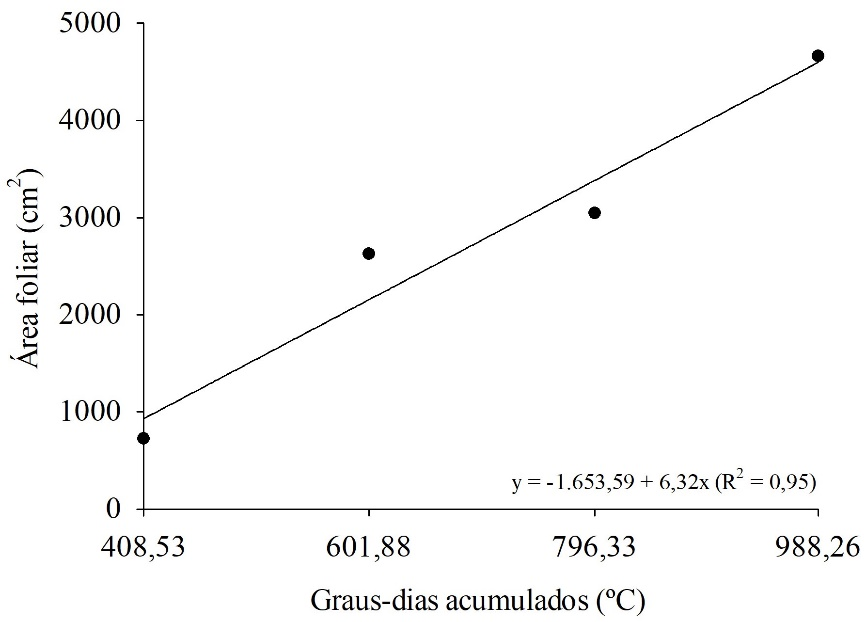 5000
4000
3000
2000
1000
0
Área foliar (cm²)
y = -1.653,59 + 6,32x (R² = 0,95)
408,53 601,88 796,33 988,26
Graus-dias acumulados (ºC)